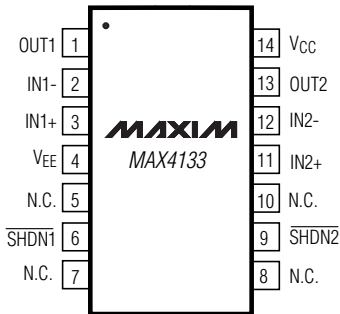 OUT1 1 14 VCC
IN1- 2 13 OUT2
IN1+ 3 MAXIM 12 IN2-
VEE 4 MAX4133 11 IN2+
N.C. 5 10 N.C.
SHDN1 6 9 SHDN2
N.C. 7 8 N.C.